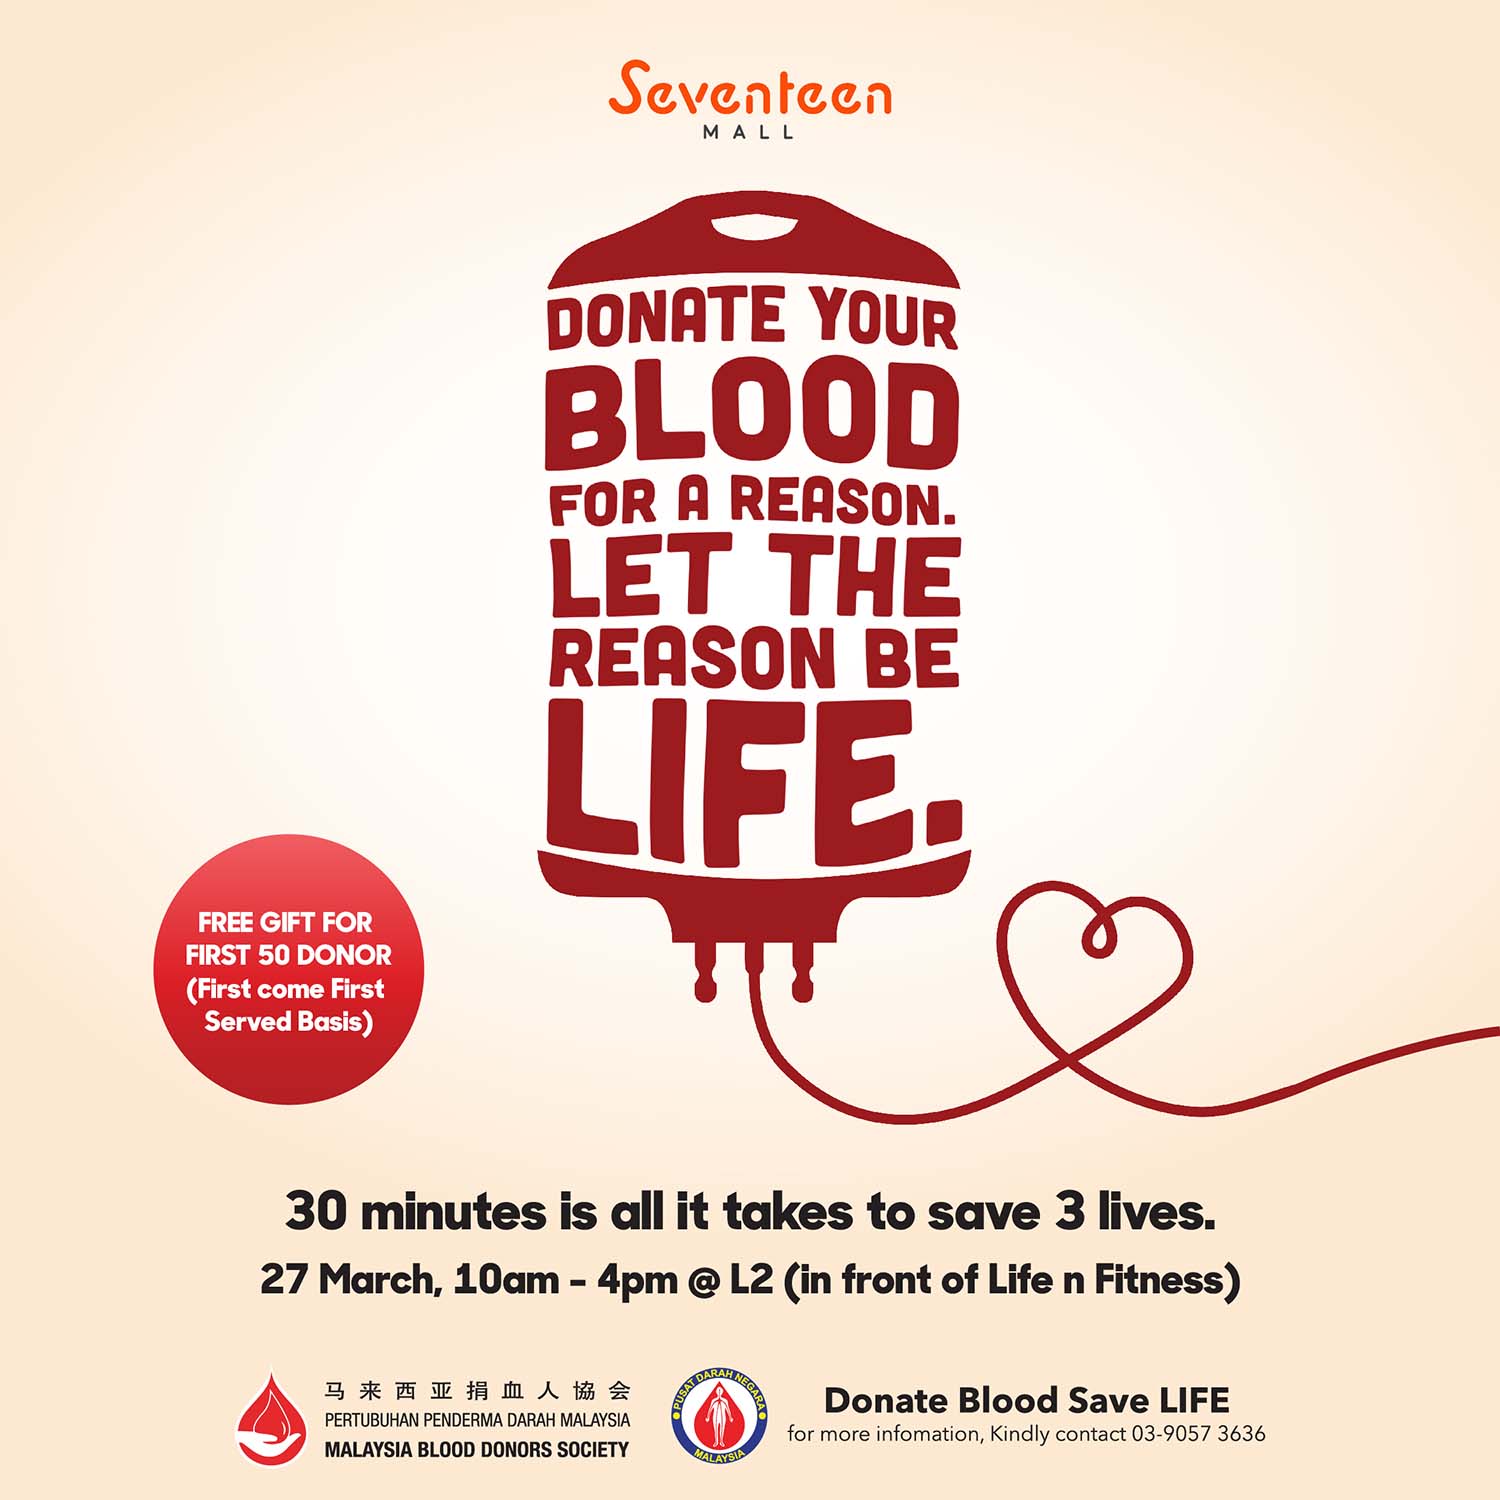 Seventeen
MALL
DONATE YOUR
BLOOD
FOR A REASON.
LET THE
REASON BE
LIFE.
FREE GIFT FOR
FIRST 50 DONOR
(First come First
Served Basis)
30 minutes is all it takes to save 3 lives.
27 March, 10am - 4pm @ L2 (in front of Life n Fitness)
马来西亚捐血人協会
PERTUBUHAN PENDERMA DARAH MALAYSIA
MALAYSIA BLOOD DONORS SOCIETY
PUSAT DARAH NEGARA
MALAYSIA
Donate Blood Save LIFE
for more infomation, Kindly contact 03-9057 3636